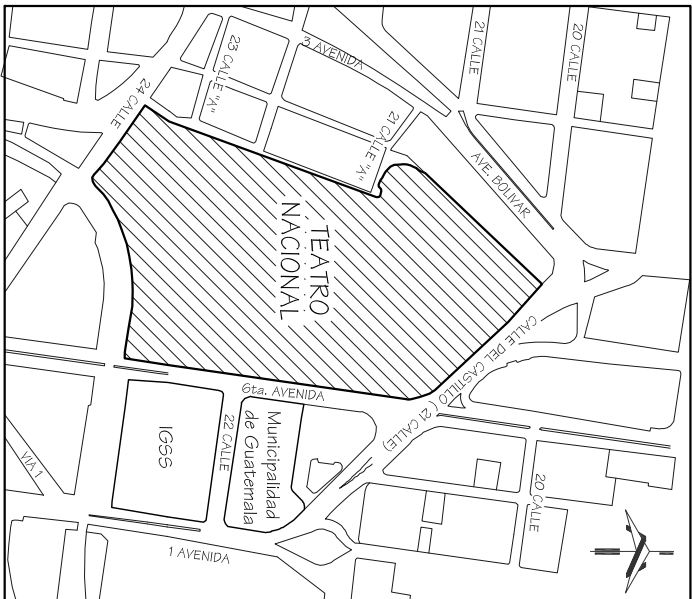 21 CALLE
20 CALLE
3 AVENIDA
23 CALLE "A"
24 CALLE
21 CALLE "A"
AVE. BOLIVAR
TEATRO
NACIONAL
CALLE DEL CASTILLO ( 21 CALLE)
6ta. AVENIDA
IGSS
22 CALLE
Municipalidad
de Guatemala
VIA 1
20 CALLE
1 AVENIDA